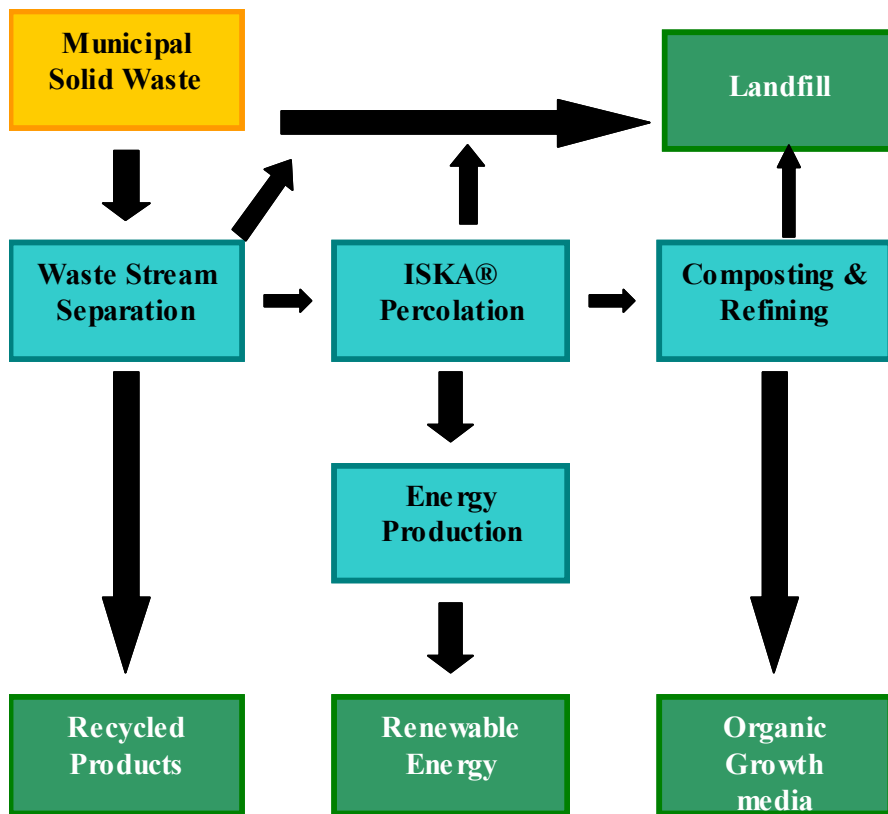 Municipal
Solid Waste
Landfill
Waste Stream
Separation
ISKA®
Percolation
Composting &
Refining
Energy
Production
Recycled
Products
Renewable
Energy
Organic
Growth
media